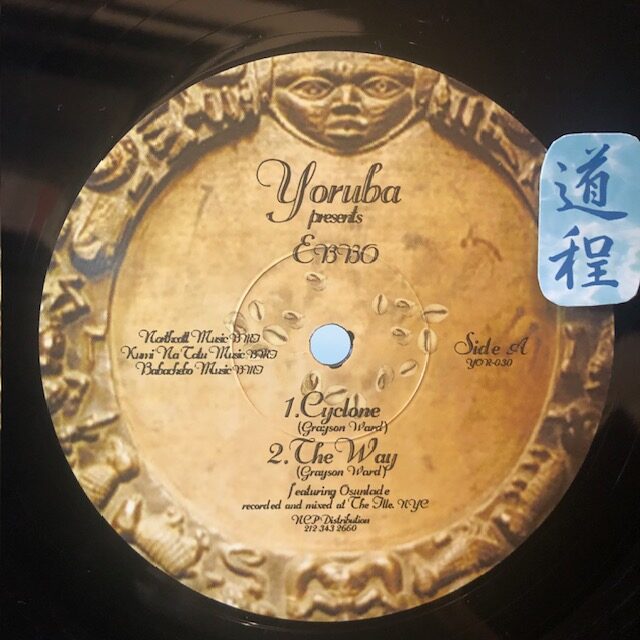 Yoruba
presents
EBBO
Northcott Music BMI
Kumi Na Tatu Music BMI
Babachebo Music BMI
Side A
YOR-030
1.Cyclone
(Grayson Ward)
2.The Way
(Grayson Ward)
featuring Osunlade
recorded and mixed at The Ille, NYC
NCP Distribution
212 343 2660
道程